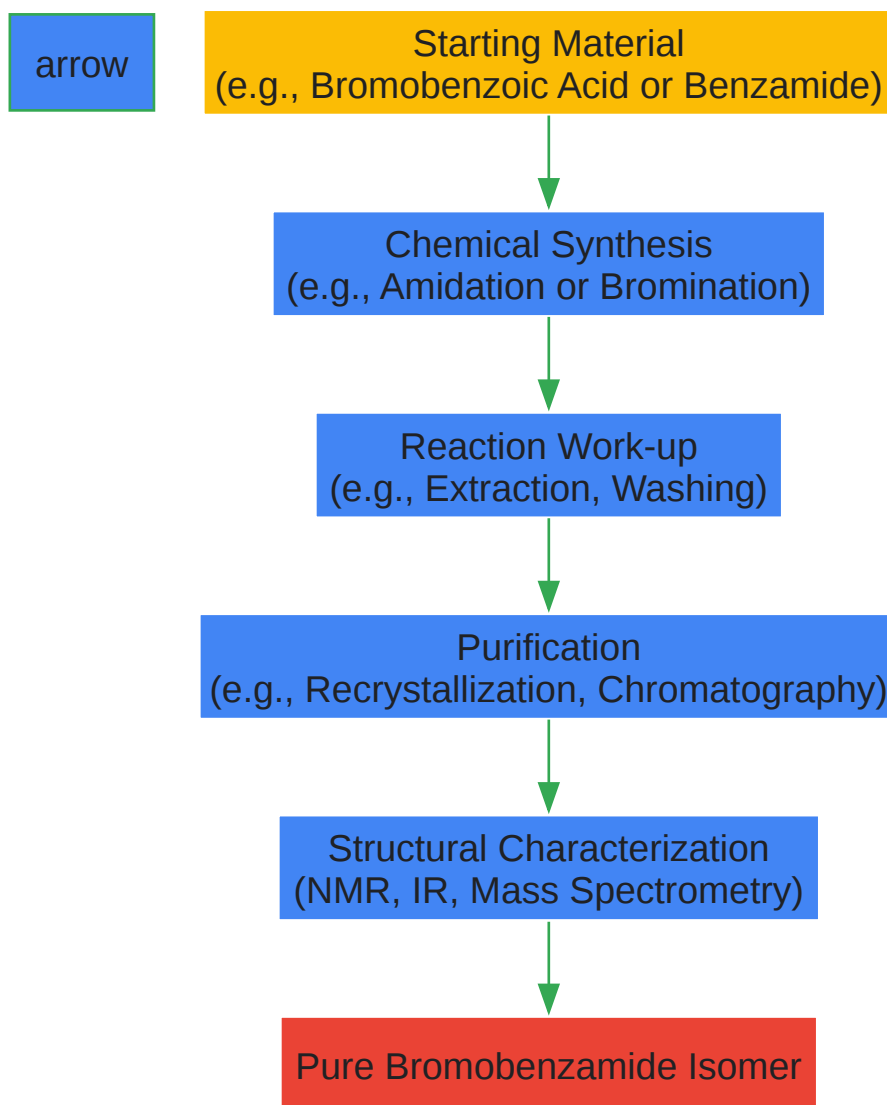 arrow
Starting Material
(e.g., Bromobenzoic Acid or Benzamide)
Chemical Synthesis
(e.g., Amidation or Bromination)
Reaction Work-up
(e.g., Extraction, Washing)
Purification
(e.g., Recrystallization, Chromatography)
Structural Characterization
(NMR, IR, Mass Spectrometry)
Pure Bromobenzamide Isomer